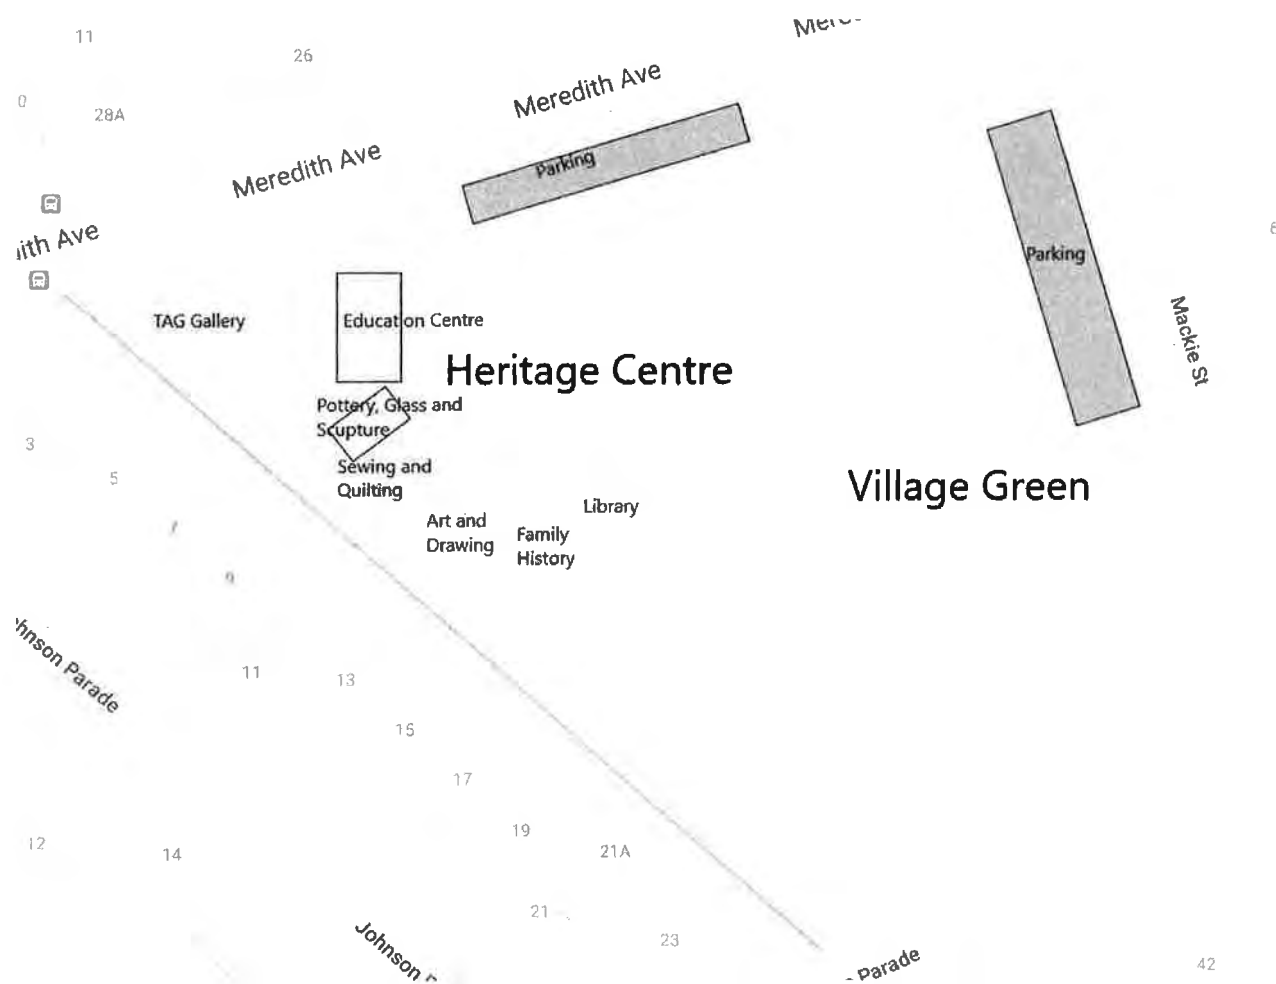 11
26
28A
Meredith Ave
Meredith Ave
Parking
Parking
Ave
TAG Gallery
Education Centre
Heritage Centre
Mackie St
Pottery, Glass and
Scupture
Sewing and
Quilting
Village Green
Library
Art and
Drawing
Family
History
3
5
9
Parade
11
13
15
17
19
21A
12
14
21
23
Johnson
Parade
42